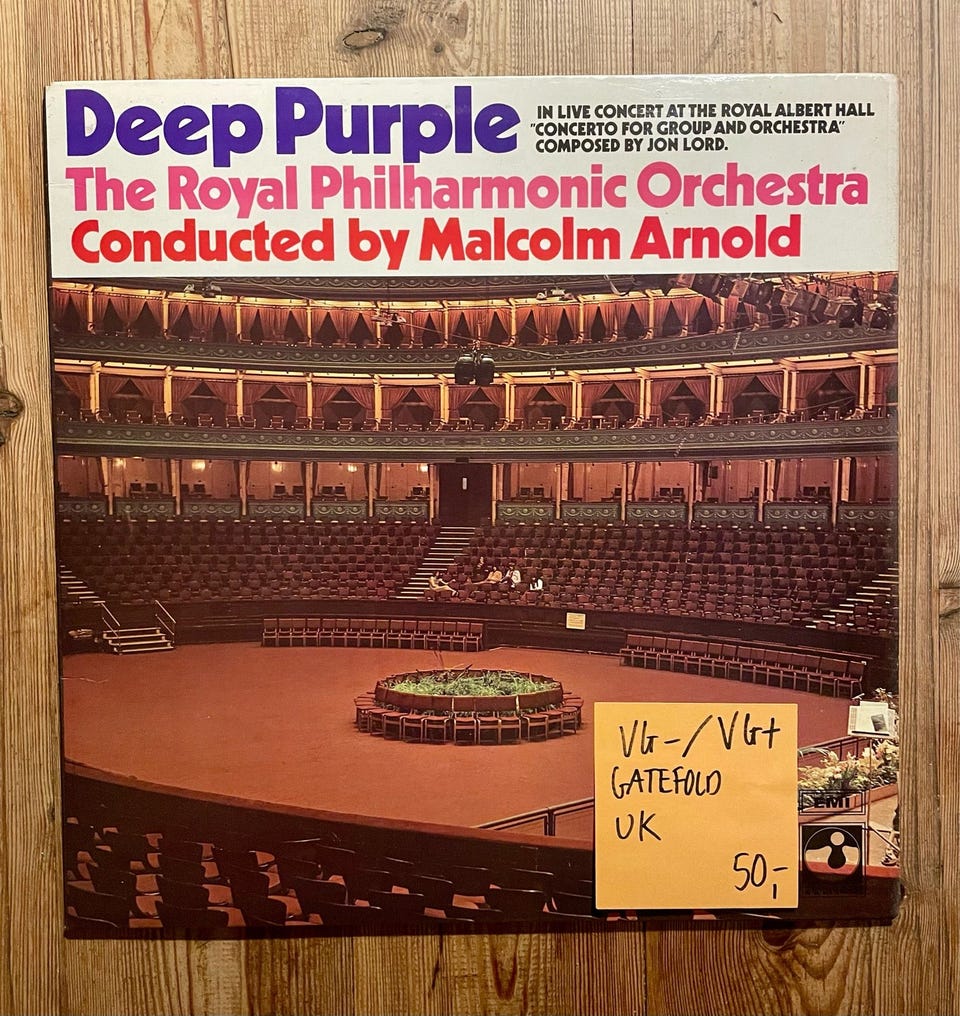 Deep Purple
IN LIVE CONCERT AT THE ROYAL ALBERT HALL
"CONCERTO FOR GROUP AND ORCHESTRA"
COMPOSED BY JON LORD.
The Royal Philharmonic Orchestra
Conducted by Malcolm Arnold
VG-/VG+
GATEFOLD
UK
50,-
EMI